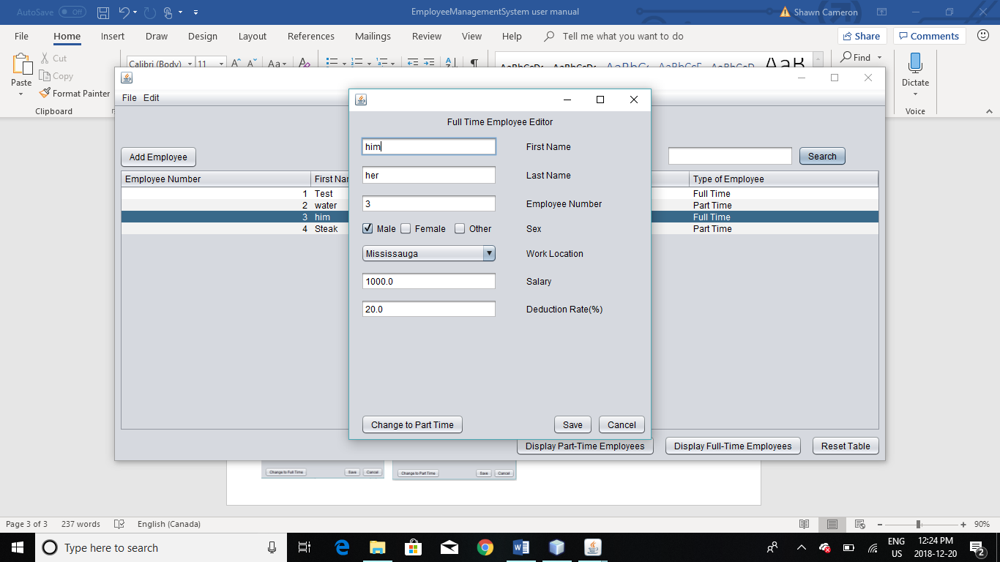 AutoSave Off EmployeeManagementSystem user manual Shawn Cameron
File Home Insert Draw Design Layout References Mailings Review View Help Tell me what you want to do Share Comments
Cut
Calibri (Body) 11 Aa Find
Paste Copy Dictate
Format Painter
Clipboard Voice
File Edit
Full Time Employee Editor
him First Name
Add Employee Search
her Last Name
Employee Number Type of Employee
1 Test Full Time
3 Employee Number
2 water Part Time
3 him Full Time
4 Steak Part Time
Male Female Other Sex
Mississauga Work Location
1000.0 Salary
20.0 Deduction Rate(%)
Change to Part Time Save Cancel
Display Part-Time Employees Display Full-Time Employees Reset Table
Change to Full Time Save Cancel Change to Part Time Save Cancel
Page 3 of 3 237 words English (Canada) 90%
Type here to search
ENG 12:24 PM
US 2018-12-20 2